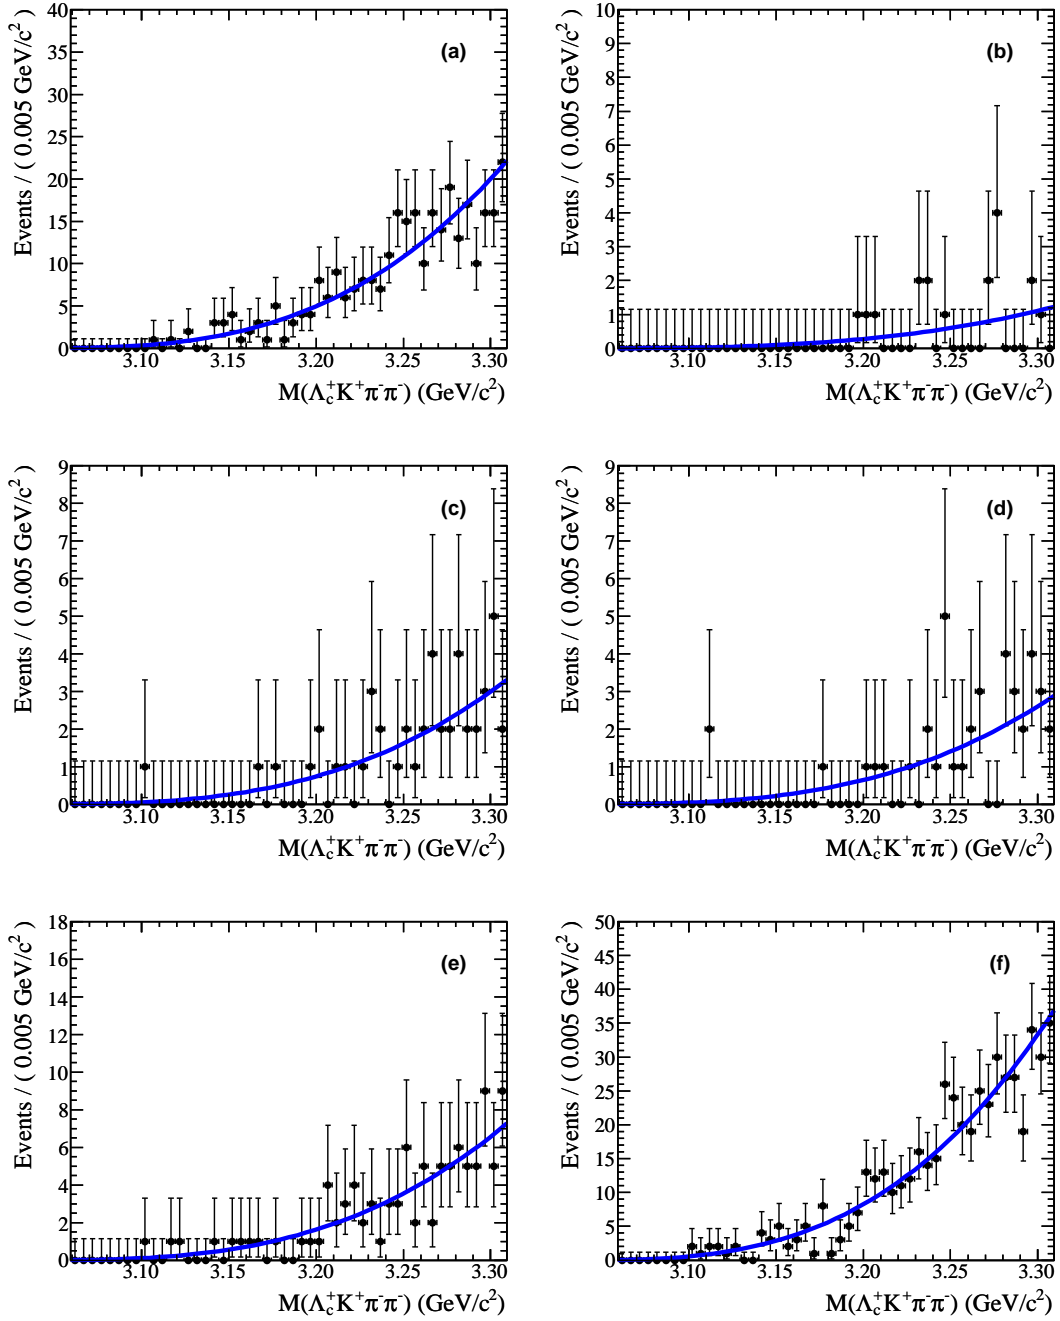 Events / ( 0.005 GeV/c² )
40
35
30
25
20
15
10
5
0
(a)
3.10 3.15 3.20 3.25 3.30
M(Λc⁺K⁺π⁻π⁻) (GeV/c²)
Events / ( 0.005 GeV/c² )
10
9
8
7
6
5
4
3
2
1
0
(b)
3.10 3.15 3.20 3.25 3.30
M(Λc⁺K⁺π⁻π⁻) (GeV/c²)
Events / ( 0.005 GeV/c² )
9
8
7
6
5
4
3
2
1
0
(c)
3.10 3.15 3.20 3.25 3.30
M(Λc⁺K⁺π⁻π⁻) (GeV/c²)
Events / ( 0.005 GeV/c² )
9
8
7
6
5
4
3
2
1
0
(d)
3.10 3.15 3.20 3.25 3.30
M(Λc⁺K⁺π⁻π⁻) (GeV/c²)
Events / ( 0.005 GeV/c² )
18
16
14
12
10
8
6
4
2
0
(e)
3.10 3.15 3.20 3.25 3.30
M(Λc⁺K⁺π⁻π⁻) (GeV/c²)
Events / ( 0.005 GeV/c² )
50
45
40
35
30
25
20
15
10
5
0
(f)
3.10 3.15 3.20 3.25 3.30
M(Λc⁺K⁺π⁻π⁻) (GeV/c²)